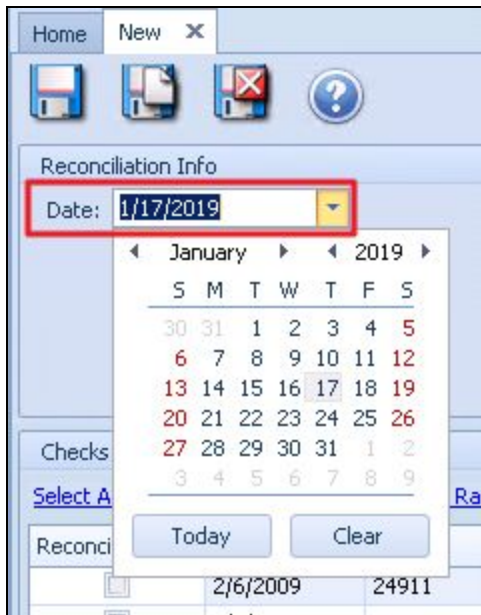 Home New
Reconciliation Info
Date: 1/17/2019
January 2019
S M T W T F S
30 31 1 2 3 4 5
6 7 8 9 10 11 12
13 14 15 16 17 18 19
20 21 22 23 24 25 26
27 28 29 30 31 1 2
3 4 5 6 7 8 9
Checks
Select A Ra
Today Clear
Reconci
2/6/2009 24911